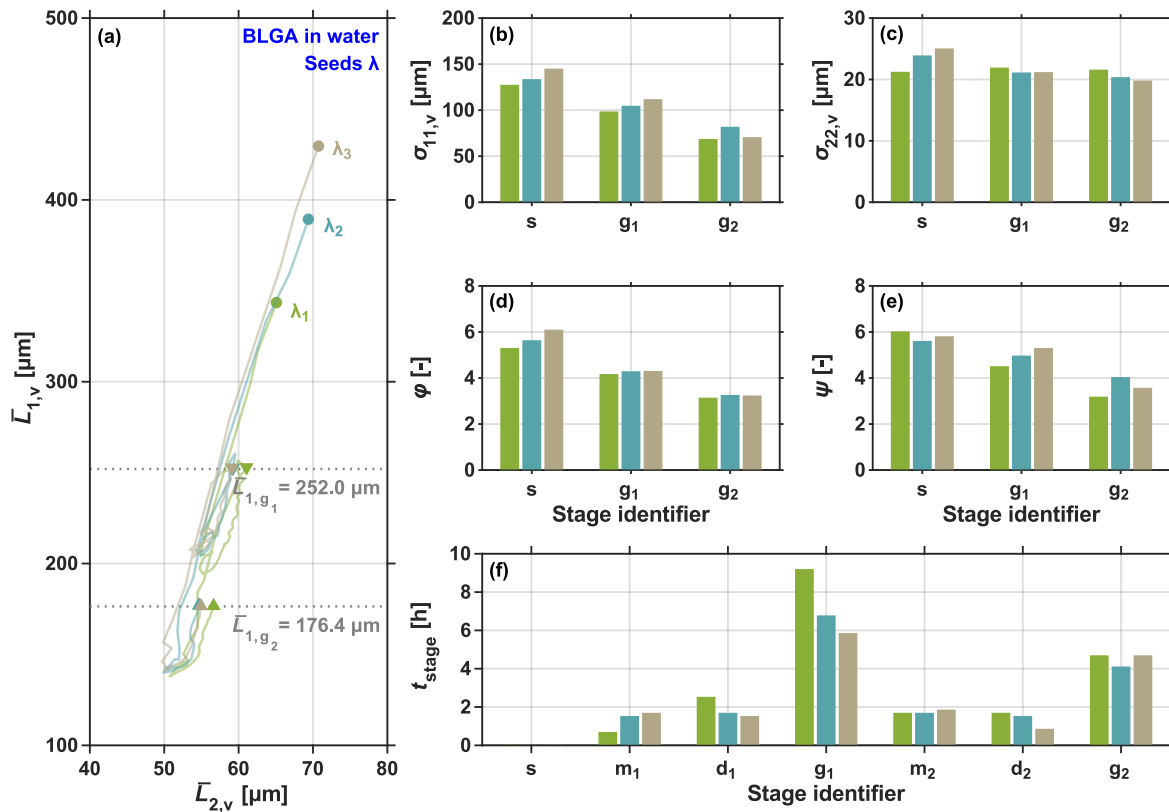 (a)
BLGA in water
Seeds λ
500
400
300
200
100
λ₃
λ₂
λ₁
L̄₁,g₁ = 252.0 µm
L̄₁,g₂ = 176.4 µm
L̄₁,ᵥ [µm]
40 50 60 70 80
L̄₂,ᵥ [µm]
(b)
200
150
100
50
0
σ₁₁,ᵥ [µm]
s g₁ g₂
(c)
30
20
10
0
σ₂₂,ᵥ [µm]
s g₁ g₂
(d)
8
6
4
2
0
φ [-]
s g₁ g₂
Stage identifier
(e)
8
6
4
2
0
ψ [-]
s g₁ g₂
Stage identifier
(f)
10
8
6
4
2
0
t_stage [h]
s m₁ d₁ g₁ m₂ d₂ g₂
Stage identifier